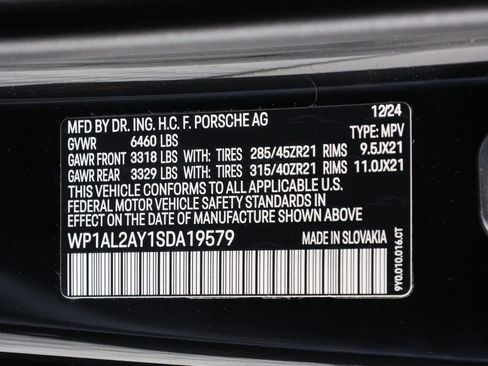 12/24
MFD BY DR. ING. H.C. F. PORSCHE AG
GVWR 6460 LBS TYPE: MPV
GAWR FRONT 3318 LBS WITH: TIRES 285/45ZR21 RIMS 9.5JX21
GAWR REAR 3329 LBS WITH: TIRES 315/40ZR21 RIMS 11.0JX21
THIS VEHICLE CONFORMS TO ALL APPLICABLE U.S.
FEDERAL MOTOR VEHICLE SAFETY STANDARDS IN
EFFECT ON THE DATE OF MANUFACTURE SHOWN ABOVE.
WP1AL2AY1SDA19579 MADE IN SLOVAKIA
9Y0.010.016.CT